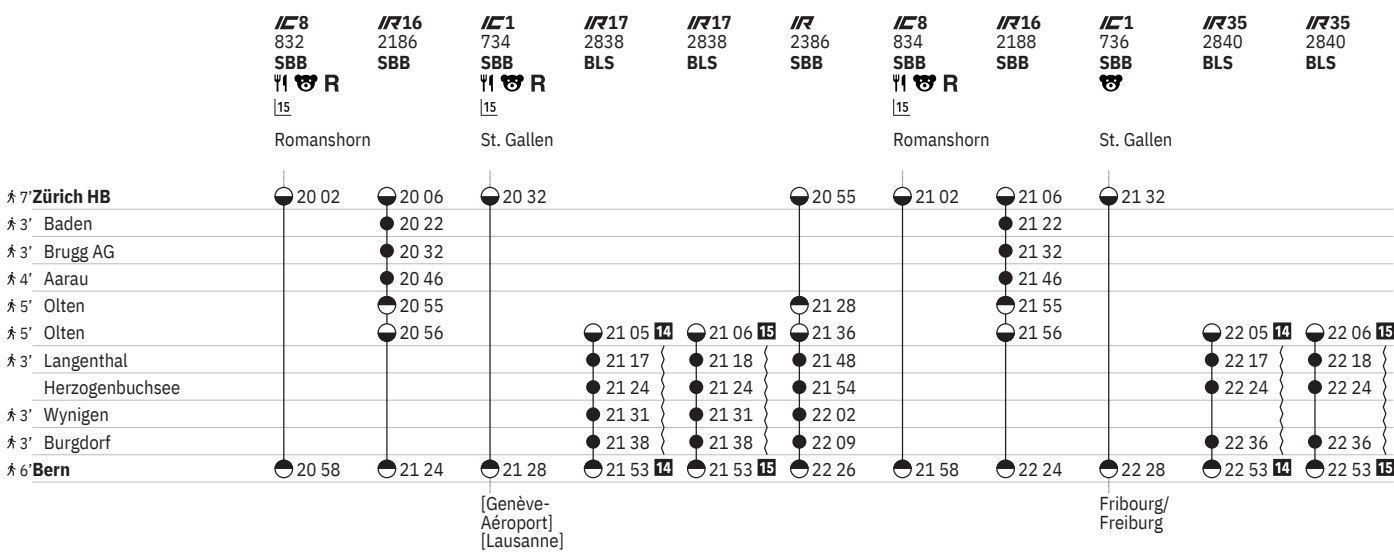 IC8 IR16 IC1 IR17 IR17 IR IC8 IR16 IC1 IR35 IR35
832 2186 734 2838 2838 2386 834 2188 736 2840 2840
SBB SBB SBB BLS BLS SBB SBB SBB SBB BLS BLS
R R R
15 15 15
Romanshorn St. Gallen Romanshorn St. Gallen
7’ Zürich HB 20 02 20 06 20 32 20 55 21 02 21 06 21 32
3’ Baden 20 22 21 22
3’ Brugg AG 20 32 21 32
4’ Aarau 20 46 21 46
5’ Olten 20 55 21 28 21 55
5’ Olten 20 56 21 05 14 21 06 15 21 36 21 56 22 05 14 22 06 15
3’ Langenthal 21 17 21 18 21 48 22 17 22 18
Herzogenbuchsee 21 24 21 24 21 54 22 24 22 24
3’ Wynigen 21 31 21 31 22 02
3’ Burgdorf 21 38 21 38 22 09 22 36 22 36
6’ Bern 20 58 21 24 21 28 21 53 14 21 53 15 22 26 21 58 22 24 22 28 22 53 14 22 53 15
[Genève- Fribourg/
Aéroport] Freiburg
[Lausanne]